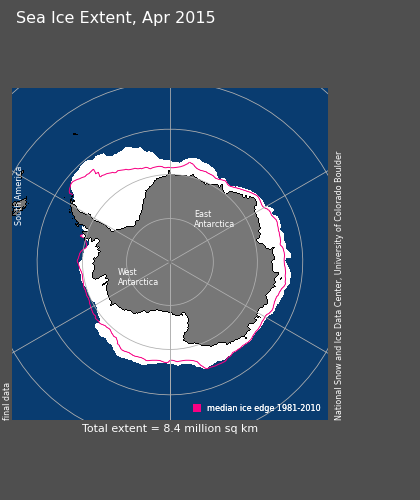 Sea Ice Extent, Apr 2015
South America
East
Antarctica
West
Antarctica
National Snow and Ice Data Center, University of Colorado Boulder
final data
median ice edge 1981-2010
Total extent = 8.4 million sq km